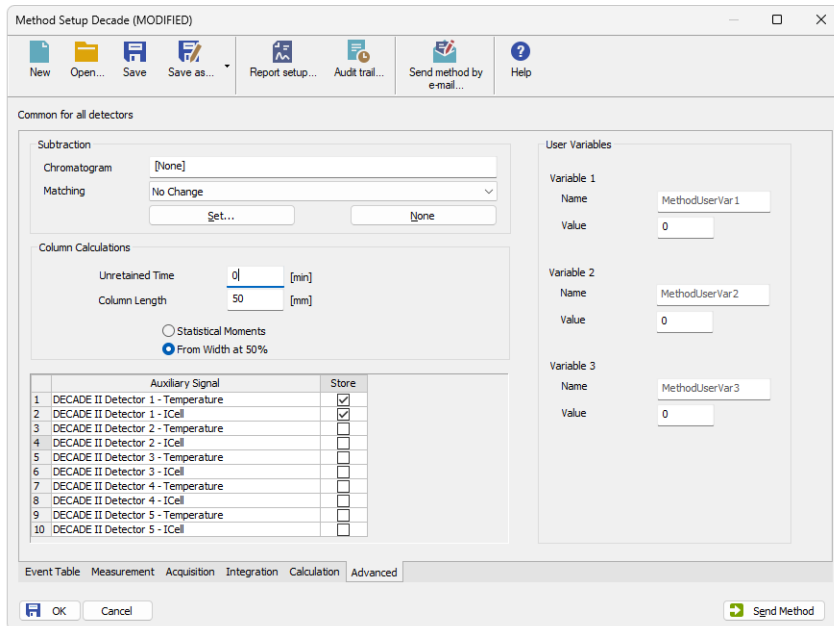 Method Setup Decade (MODIFIED)
New Open... Save Save as... Report setup... Audit trail... Send method by e-mail... Help
Common for all detectors
Subtraction
Chromatogram [None]
Matching No Change
Set... None
Column Calculations
Unretained Time 0 [min]
Column Length 50 [mm]
Statistical Moments
From Width at 50%
Auxiliary Signal Store
1 DECADE II Detector 1 - Temperature
2 DECADE II Detector 1 - ICell
3 DECADE II Detector 2 - Temperature
4 DECADE II Detector 2 - ICell
5 DECADE II Detector 3 - Temperature
6 DECADE II Detector 3 - ICell
7 DECADE II Detector 4 - Temperature
8 DECADE II Detector 4 - ICell
9 DECADE II Detector 5 - Temperature
10 DECADE II Detector 5 - ICell
User Variables
Variable 1
Name MethodUserVar1
Value 0
Variable 2
Name MethodUserVar2
Value 0
Variable 3
Name MethodUserVar3
Value 0
Event Table Measurement Acquisition Integration Calculation Advanced
OK Cancel Send Method